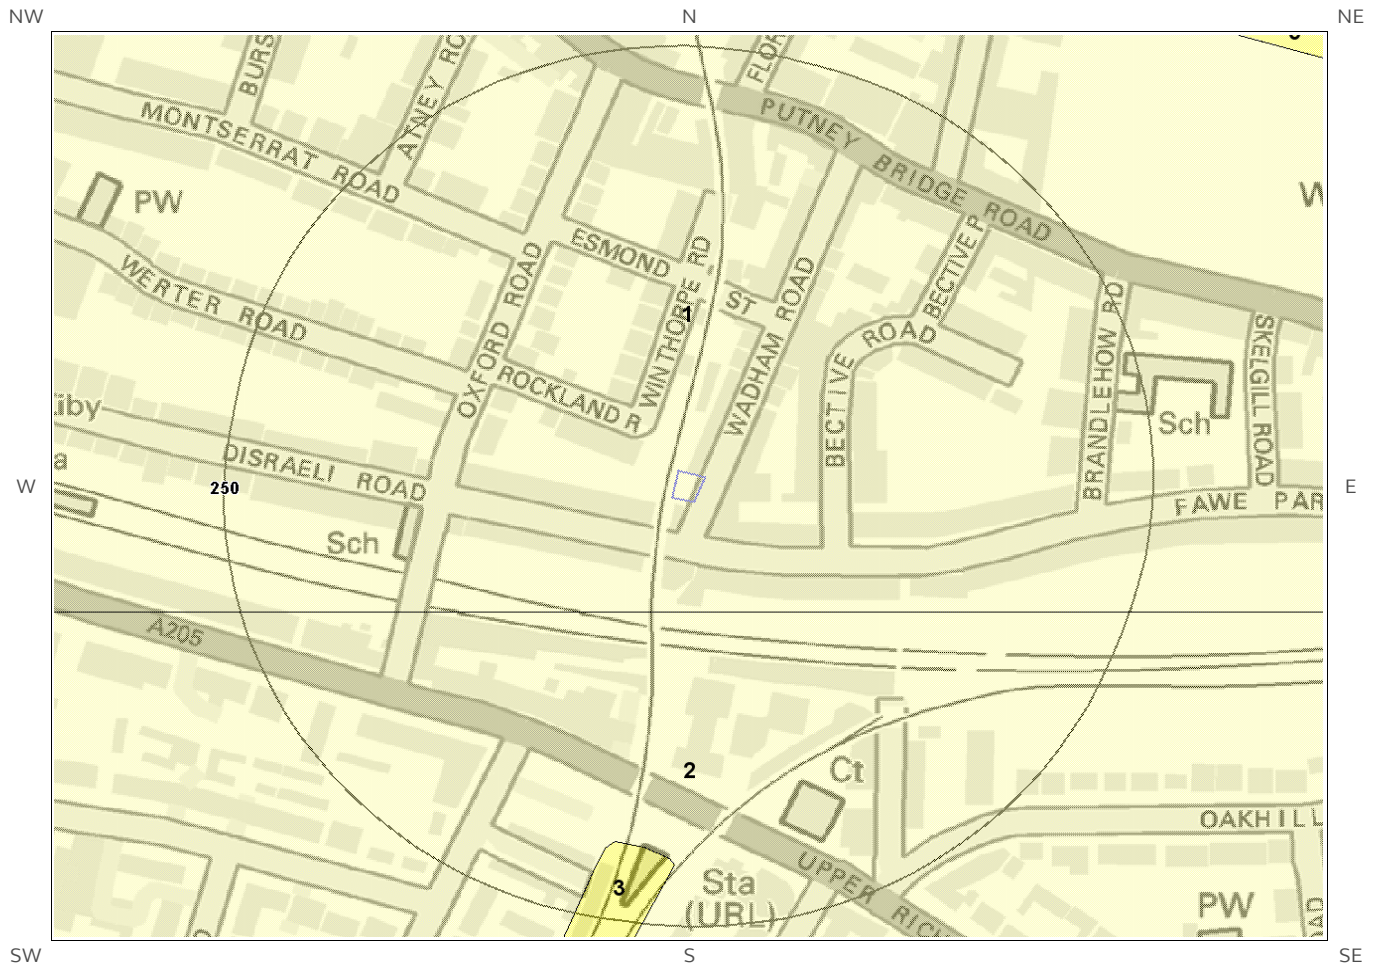 NW
N
NE
BURS
ATNEY RO
FLOR
MONTSERRAT ROAD
PUTNEY BRIDGE ROAD
PW
W
ESMOND ST
WERTER ROAD
OXFORD ROAD
WINTHORPE RD
1
WADHAM ROAD
BECTIVE P
BECTIVE ROAD
BRANDLEHOW RD
SKELGILL ROAD
ROCKLAND R
Sch
iby
DISRAELI ROAD
a
W
250
E
FAWE PAR
Sch
A205
2
Ct
OAKHILL
UPPER RICH
3
Sta
(URL)
PW
SW
S
SE